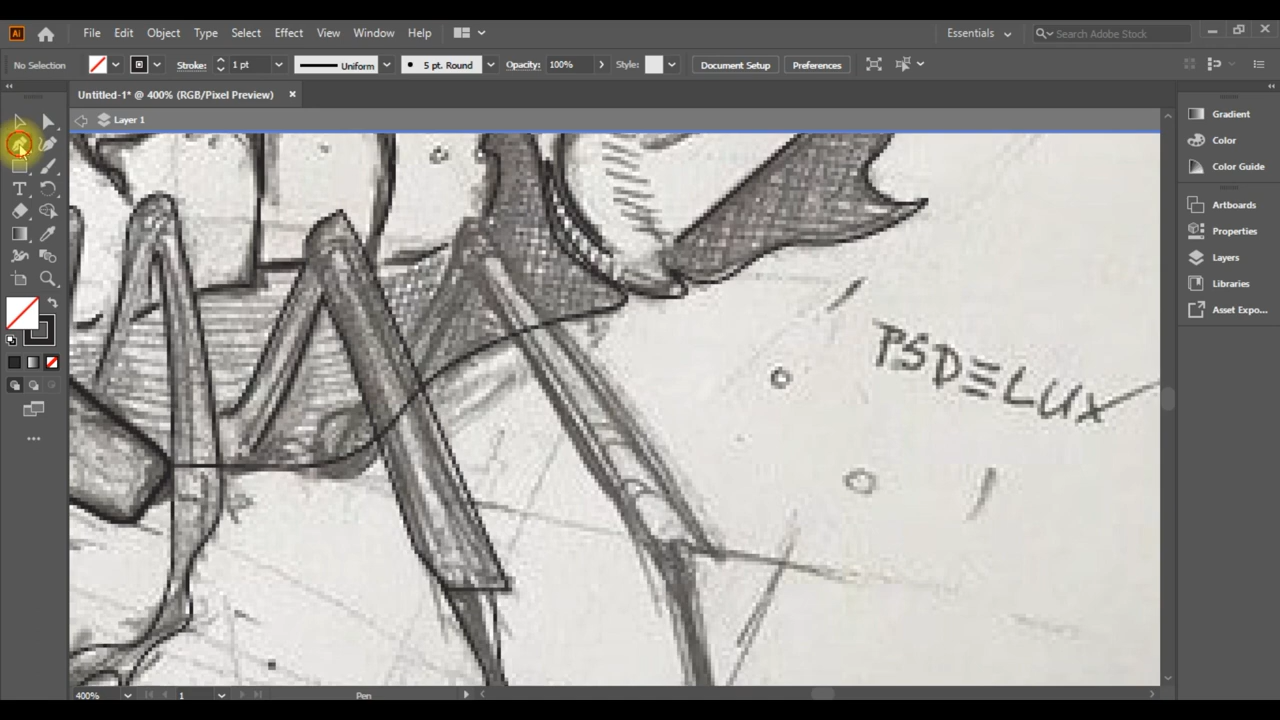 Ai
File Edit Object Type Select Effect View Window Help
Essentials
Search Adobe Stock
No Selection
Stroke:
1 pt
Uniform
5 pt. Round
Opacity:
100%
Style:
Document Setup
Preferences
Untitled-1* @ 400% (RGB/Pixel Preview)
Layer 1
Gradient
Color
Color Guide
Artboards
Properties
Layers
Libraries
Asset Expo...
PSDELUX
400%
1
Pen